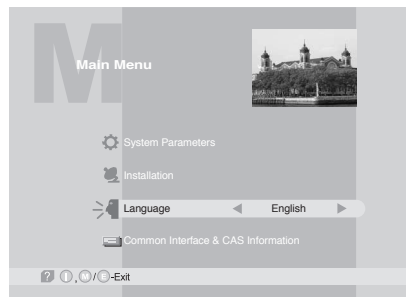 M
Main Menu
System Parameters
Installation
Language English
Common Interface & CAS Information
? I , M / E -Exit